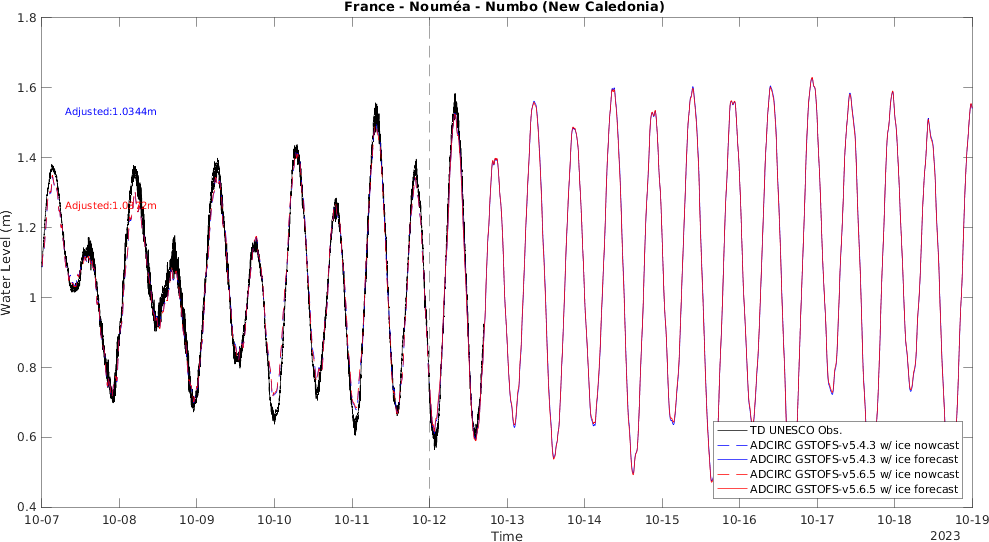 France - Nouméa - Numbo (New Caledonia)
1.8
1.6
1.4
1.2
1
0.8
0.6
0.4
Water Level (m)
Adjusted:1.0344m
TD UNESCO Obs.
ADCIRC GSTOFS-v5.4.3 w/ ice nowcast
ADCIRC GSTOFS-v5.4.3 w/ ice forecast
ADCIRC GSTOFS-v5.6.5 w/ ice nowcast
ADCIRC GSTOFS-v5.6.5 w/ ice forecast
10-07 10-08 10-09 10-10 10-11 10-12 10-13 10-14 10-15 10-16 10-17 10-18 10-19
Time
2023